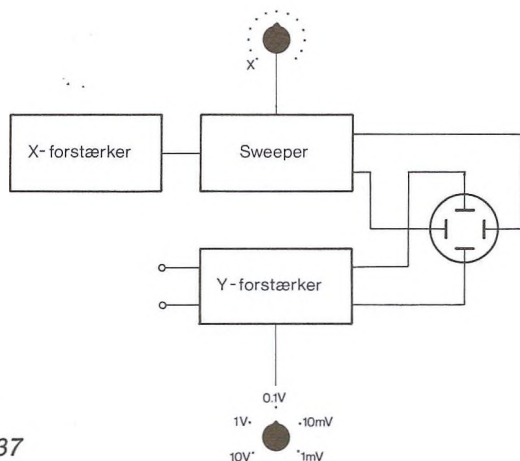 X
X-forstærker
Sweeper
Y-forstærker
0.1V
1V
10mV
10V
1mV
37